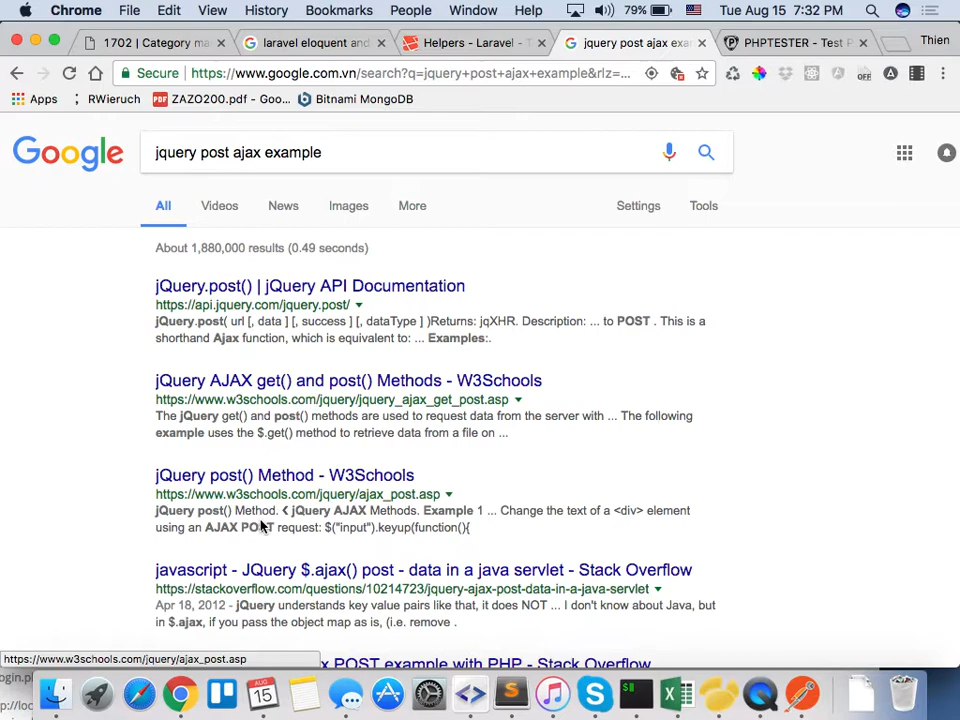 Chrome File Edit View History Bookmarks People Window Help 79% Tue Aug 15 7:32 PM
1702 | Category ma × laravel eloquent and × Helpers - Laravel - T × jquery post ajax exa × PHPTESTER - Test P × Thien
Secure https://www.google.com.vn/search?q=jquery+post+ajax+example&rlz=... OFF
Apps RWieruch PDF ZAZO200.pdf - Goo... Bitnami MongoDB
Google jquery post ajax example
All Videos News Images More Settings Tools
About 1,880,000 results (0.49 seconds)
jQuery.post() | jQuery API Documentation
https://api.jquery.com/jquery.post/
jQuery.post( url [, data ] [, success ] [, dataType ] )Returns: jqXHR. Description: ... to POST . This is a
shorthand Ajax function, which is equivalent to: ... Examples:.
jQuery AJAX get() and post() Methods - W3Schools
https://www.w3schools.com/jquery/jquery_ajax_get_post.asp
The jQuery get() and post() methods are used to request data from the server with ... The following
example uses the $.get() method to retrieve data from a file on ...
jQuery post() Method - W3Schools
https://www.w3schools.com/jquery/ajax_post.asp
jQuery post() Method. ❮ jQuery AJAX Methods. Example 1 ... Change the text of a <div> element
using an AJAX POST request: $("input").keyup(function(){
javascript - JQuery $.ajax() post - data in a java servlet - Stack Overflow
https://stackoverflow.com/questions/10214723/jquery-ajax-post-data-in-a-java-servlet
Apr 18, 2012 - jQuery understands key value pairs like that, it does NOT ... I don't know about Java, but
in $.ajax, if you pass the object map as is, (i.e. remove .
https://www.w3schools.com/jquery/ajax_post.asp x POST example with PHP - Stack Overflow
ogin.p
p://loc
AUG
15